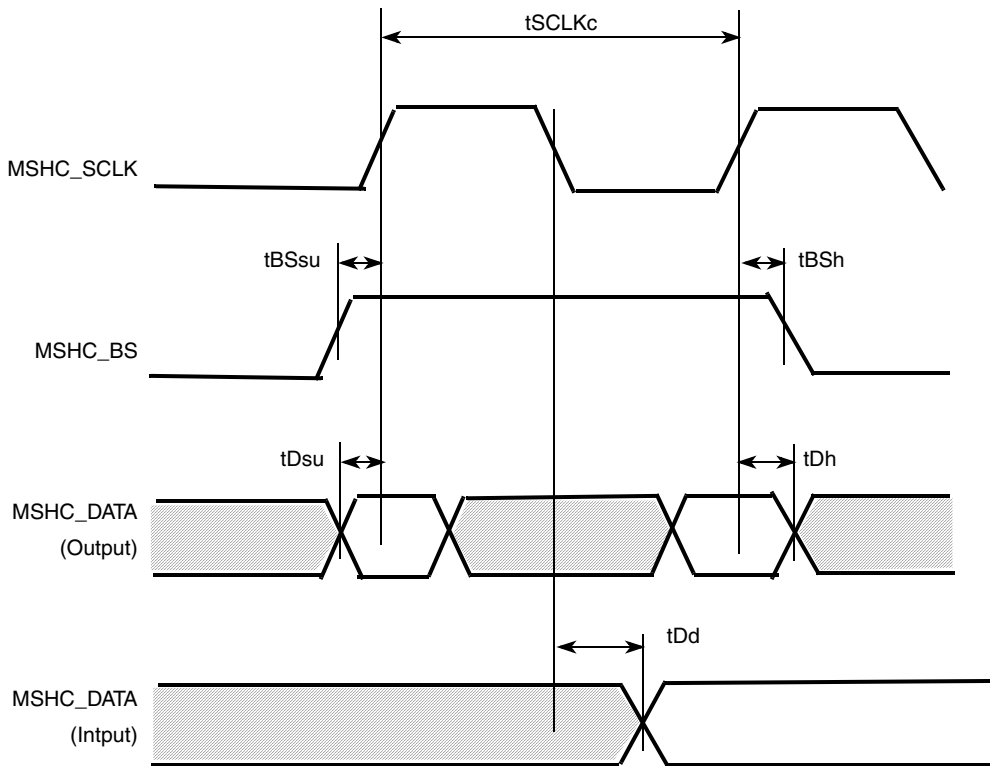 tSCLKc
MSHC_SCLK
tBSsu
tBSh
MSHC_BS
tDsu
tDh
MSHC_DATA
(Output)
tDd
MSHC_DATA
(Intput)